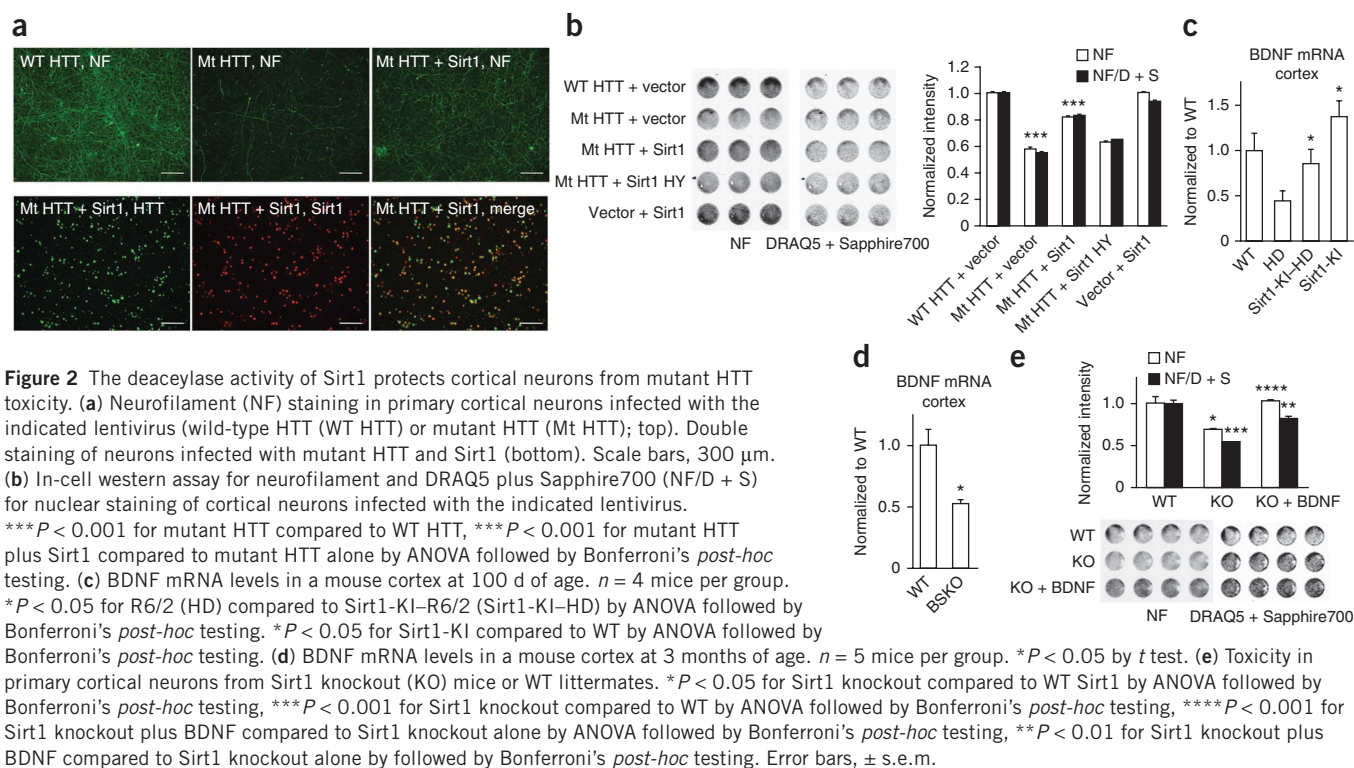 a
WT HTT, NF
Mt HTT, NF
Mt HTT + Sirt1, NF
Mt HTT + Sirt1, HTT
Mt HTT + Sirt1, Sirt1
Mt HTT + Sirt1, merge
b
WT HTT + vector
Mt HTT + vector
Mt HTT + Sirt1
Mt HTT + Sirt1 HY
Vector + Sirt1
NF DRAQ5 + Sapphire700
NF
NF/D + S
Normalized intensity
1.2
1.0
0.8
0.6
0.4
0.2
0
***
***
WT HTT + vector
Mt HTT + vector
Mt HTT + Sirt1
Mt HTT + Sirt1 HY
Vector + Sirt1
c
BDNF mRNA
cortex
Normalized to WT
1.5
1.0
0.5
0
*
*
WT
HD
Sirt1-KI–HD
Sirt1-KI
d
BDNF mRNA
cortex
Normalized to WT
1.0
0.5
0
*
WT
BSKO
e
NF
NF/D + S
Normalized intensity
1.0
0.5
0
*
***
****
**
WT KO KO + BDNF
WT
KO
KO + BDNF
NF DRAQ5 + Sapphire700
Figure 2 The deaceylase activity of Sirt1 protects cortical neurons from mutant HTT
toxicity. (a) Neurofilament (NF) staining in primary cortical neurons infected with the
indicated lentivirus (wild-type HTT (WT HTT) or mutant HTT (Mt HTT); top). Double
staining of neurons infected with mutant HTT and Sirt1 (bottom). Scale bars, 300 μm.
(b) In-cell western assay for neurofilament and DRAQ5 plus Sapphire700 (NF/D + S)
for nuclear staining of cortical neurons infected with the indicated lentivirus.
***P < 0.001 for mutant HTT compared to WT HTT, ***P < 0.001 for mutant HTT
plus Sirt1 compared to mutant HTT alone by ANOVA followed by Bonferroni's post-hoc
testing. (c) BDNF mRNA levels in a mouse cortex at 100 d of age. n = 4 mice per group.
*P < 0.05 for R6/2 (HD) compared to Sirt1-KI–R6/2 (Sirt1-KI–HD) by ANOVA followed by
Bonferroni's post-hoc testing. *P < 0.05 for Sirt1-KI compared to WT by ANOVA followed by
Bonferroni's post-hoc testing. (d) BDNF mRNA levels in a mouse cortex at 3 months of age. n = 5 mice per group. *P < 0.05 by t test. (e) Toxicity in
primary cortical neurons from Sirt1 knockout (KO) mice or WT littermates. *P < 0.05 for Sirt1 knockout compared to WT Sirt1 by ANOVA followed by
Bonferroni's post-hoc testing, ***P < 0.001 for Sirt1 knockout compared to WT by ANOVA followed by Bonferroni's post-hoc testing, ****P < 0.001 for
Sirt1 knockout plus BDNF compared to Sirt1 knockout alone by ANOVA followed by Bonferroni's post-hoc testing, **P < 0.01 for Sirt1 knockout plus
BDNF compared to Sirt1 knockout alone by followed by Bonferroni's post-hoc testing. Error bars, ± s.e.m.